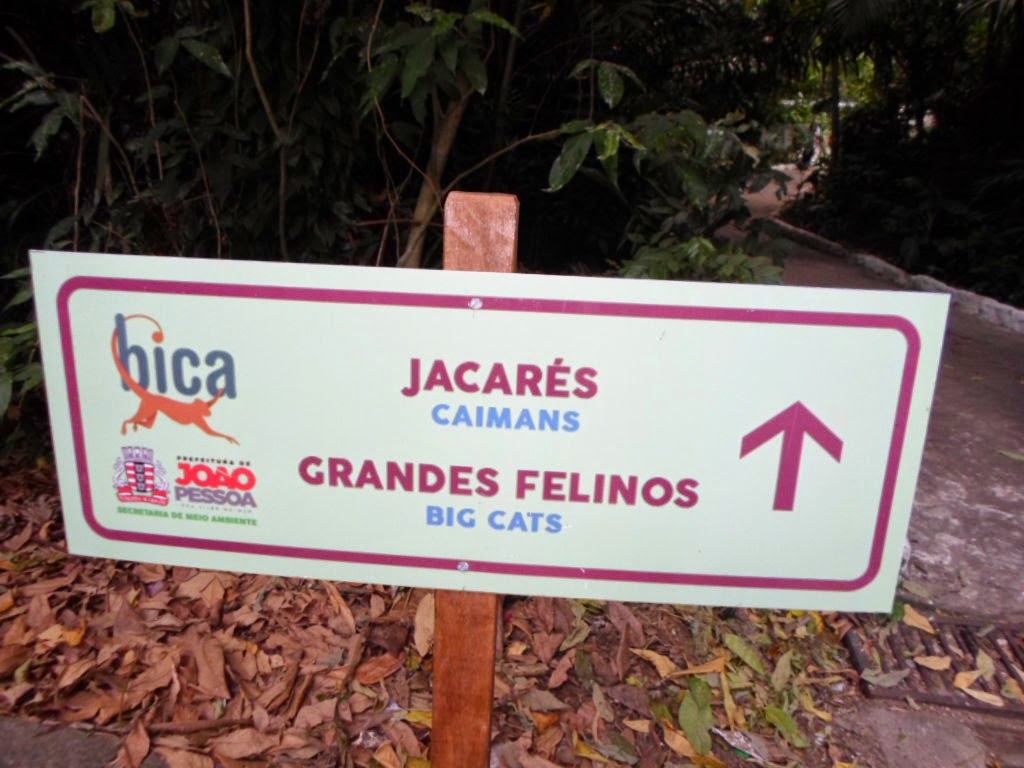 bica
JACARÉS
CAIMANS
GRANDES FELINOS
BIG CATS
PREFEITURA DE
JOÃO
PESSOA
SECRETARIA DE MEIO AMBIENTE